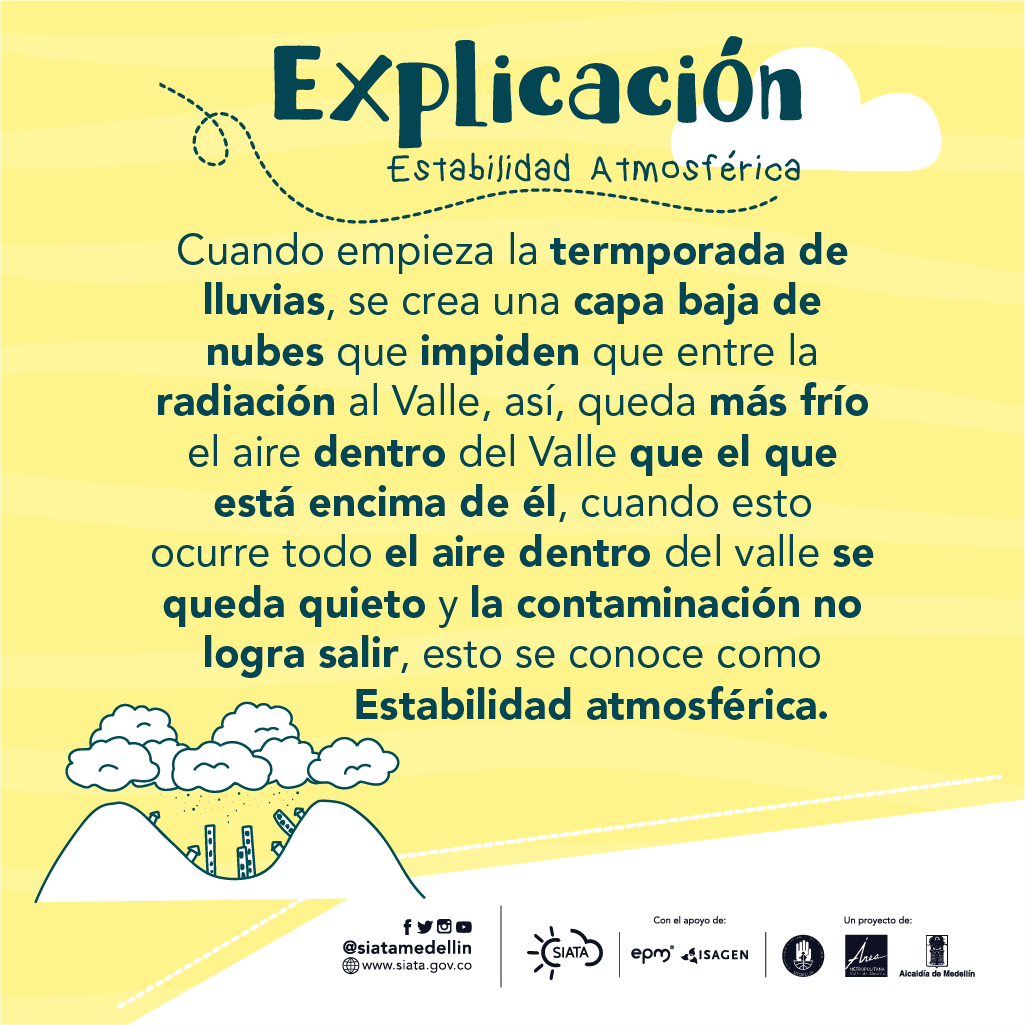 Explicación
Estabilidad Atmosférica
Cuando empieza la termporada de
lluvias, se crea una capa baja de
nubes que impiden que entre la
radiación al Valle, así, queda más frío
el aire dentro del Valle que el que
está encima de él, cuando esto
ocurre todo el aire dentro del valle se
queda quieto y la contaminación no
logra salir, esto se conoce como
Estabilidad atmosférica.
@siatamedellin
www.siata.gov.co
SIATA
Con el apoyo de:
epm®
ISAGEN
Un proyecto de:
Área
METROPOLITANA
Alcaldía de Medellín